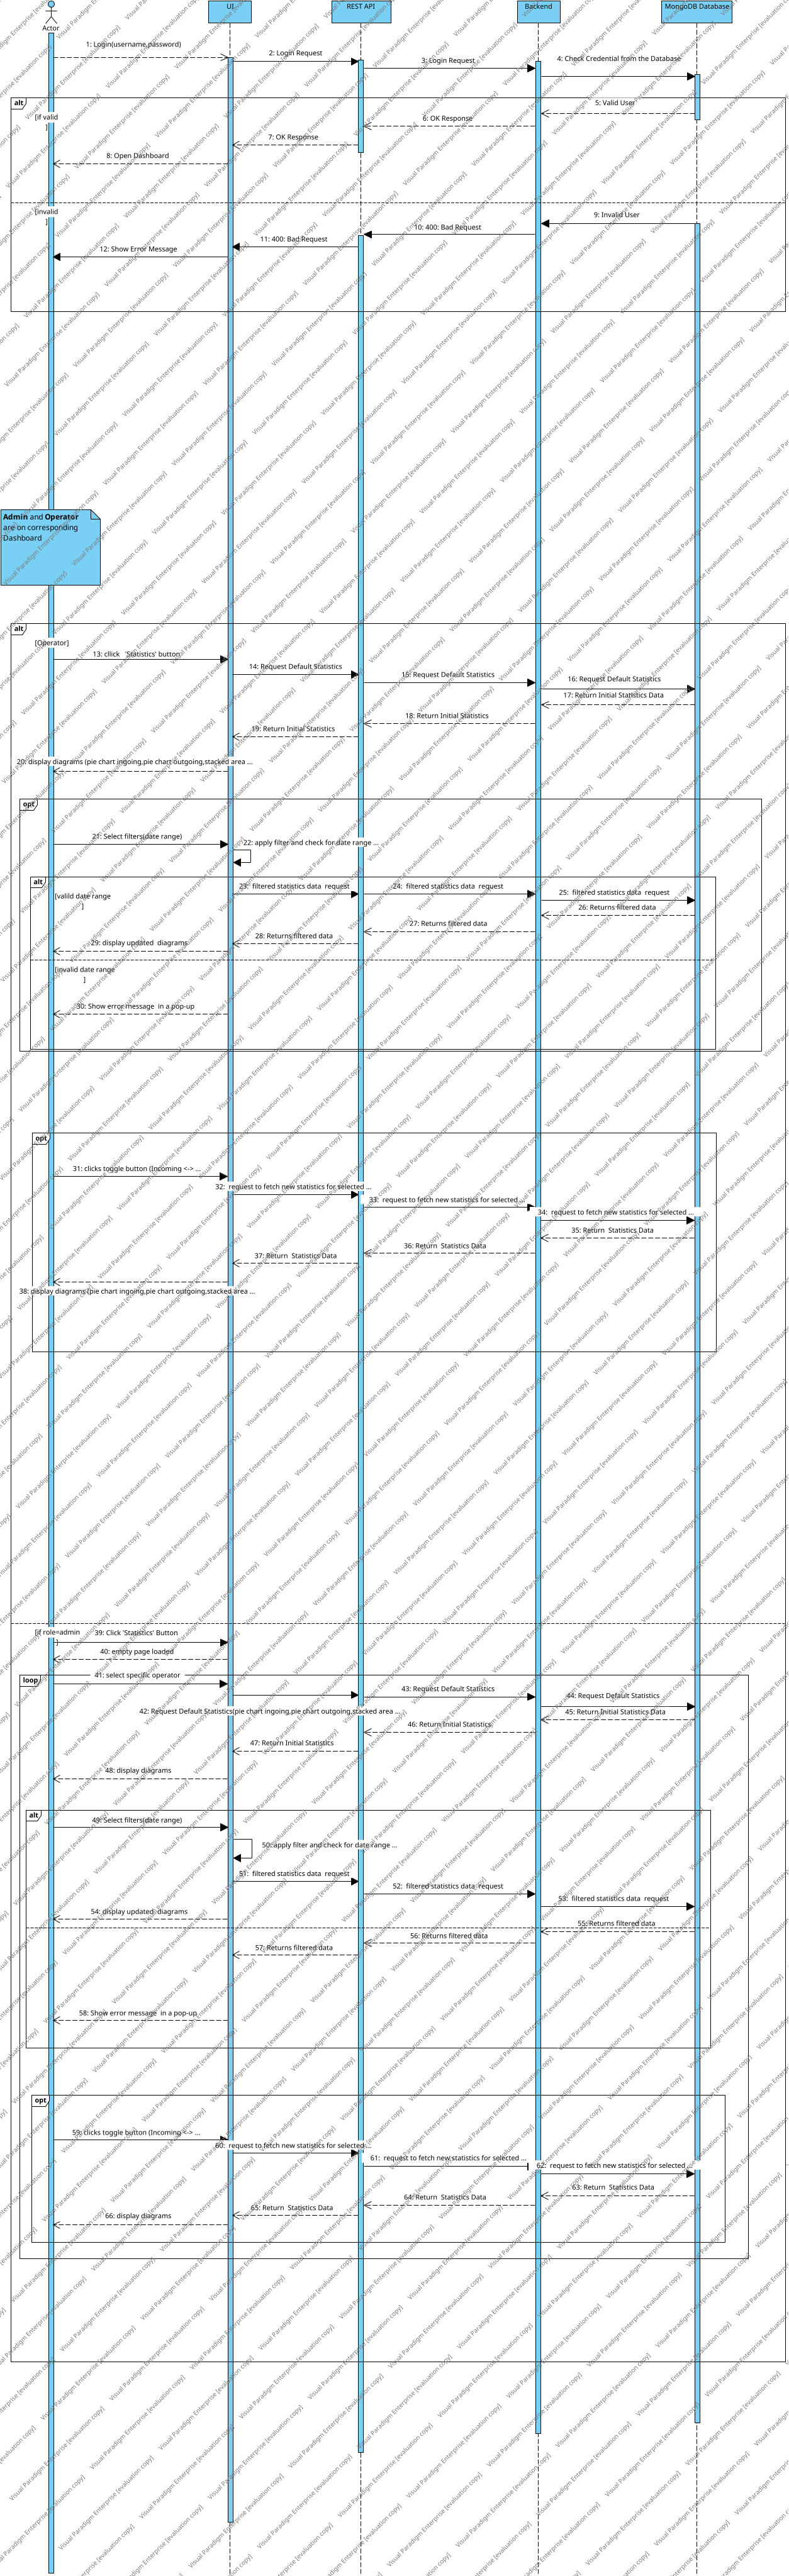 Actor
UI
REST API
Backend
MongoDB Database
1: Login(username,password)
2: Login Request
3: Login Request
4: Check Credential from the Database
alt
[if valid
]
5: Valid User
6: OK Response
7: OK Response
8: Open Dashboard
[invalid
]
9: Invalid User
10: 400: Bad Request
11: 400: Bad Request
12: Show Error Message
Admin and Operator
are on corresponding
Dashboard
alt
[Operator]
13: cllick 'Statistics' button
14: Request Default Statistics
15: Request Default Statistics
16: Request Default Statistics
17: Return Initial Statistics Data
18: Return Initial Statistics
19: Return Initial Statistics
20: display diagrams (pie chart ingoing,pie chart outgoing,stacked area ...
opt
21: Select filters(date range)
22: apply filter and check for date range ...
alt
[valild date range
]
23: filtered statistics data request
24: filtered statistics data request
25: filtered statistics data request
26: Returns filtered data
27: Returns filtered data
28: Returns filtered data
29: display updated diagrams
[invalid date range
]
30: Show error message in a pop-up
opt
31: clicks toggle button (Incoming <-> ...
32: request to fetch new statistics for selected ...
33: request to fetch new statistics for selected ...
34: request to fetch new statistics for selected ...
35: Return Statistics Data
36: Return Statistics Data
37: Return Statistics Data
38: display diagrams (pie chart ingoing,pie chart outgoing,stacked area ...
[if role=admin
]
39: Click 'Statistics' Button
40: empty page loaded
loop
41: select specific operator
42: Request Default Statistics(pie chart ingoing,pie chart outgoing,stacked area ...
43: Request Default Statistics
44: Request Default Statistics
45: Return Initial Statistics Data
46: Return Initial Statistics
47: Return Initial Statistics
48: display diagrams
alt
49: Select filters(date range)
50: apply filter and check for date range ...
51: filtered statistics data request
52: filtered statistics data request
53: filtered statistics data request
54: display updated diagrams
55: Returns filtered data
56: Returns filtered data
57: Returns filtered data
58: Show error message in a pop-up
opt
59: clicks toggle button (Incoming <-> ...
60: request to fetch new statistics for selected ...
61: request to fetch new statistics for selected ...
62: request to fetch new statistics for selected ...
63: Return Statistics Data
64: Return Statistics Data
65: Return Statistics Data
66: display diagrams
Visual Paradigm Enterprise [evaluation copy]